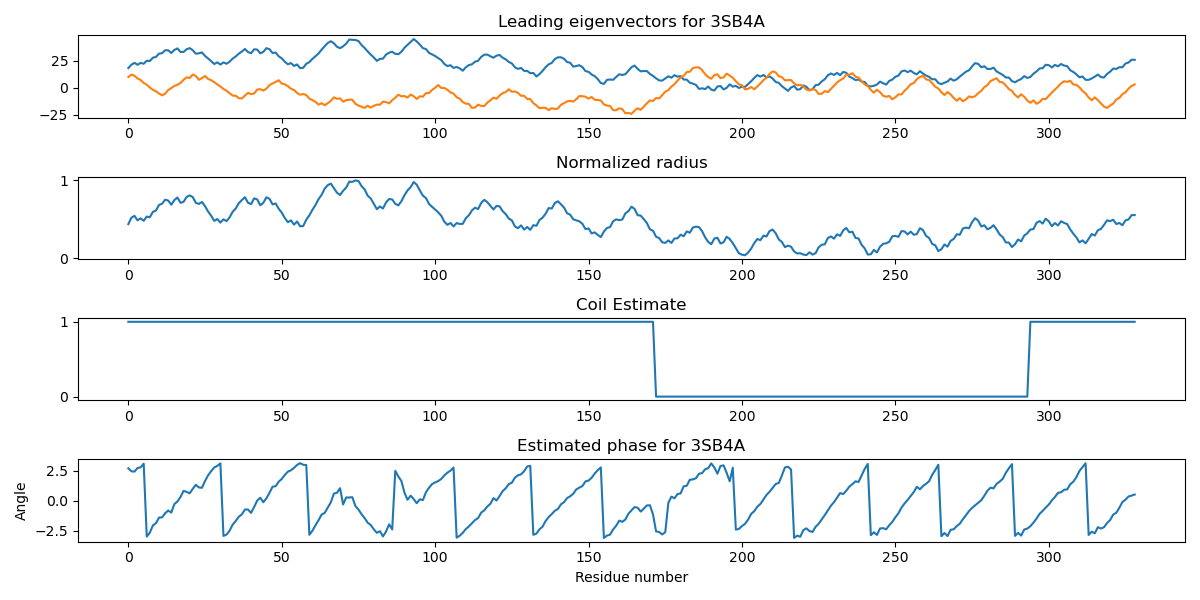 Leading eigenvectors for 3SB4A
25
0
−25
0 50 100 150 200 250 300
Normalized radius
1
0
0 50 100 150 200 250 300
Coil Estimate
1
0
0 50 100 150 200 250 300
Estimated phase for 3SB4A
Angle
2.5
0.0
−2.5
0 50 100 150 200 250 300
Residue number